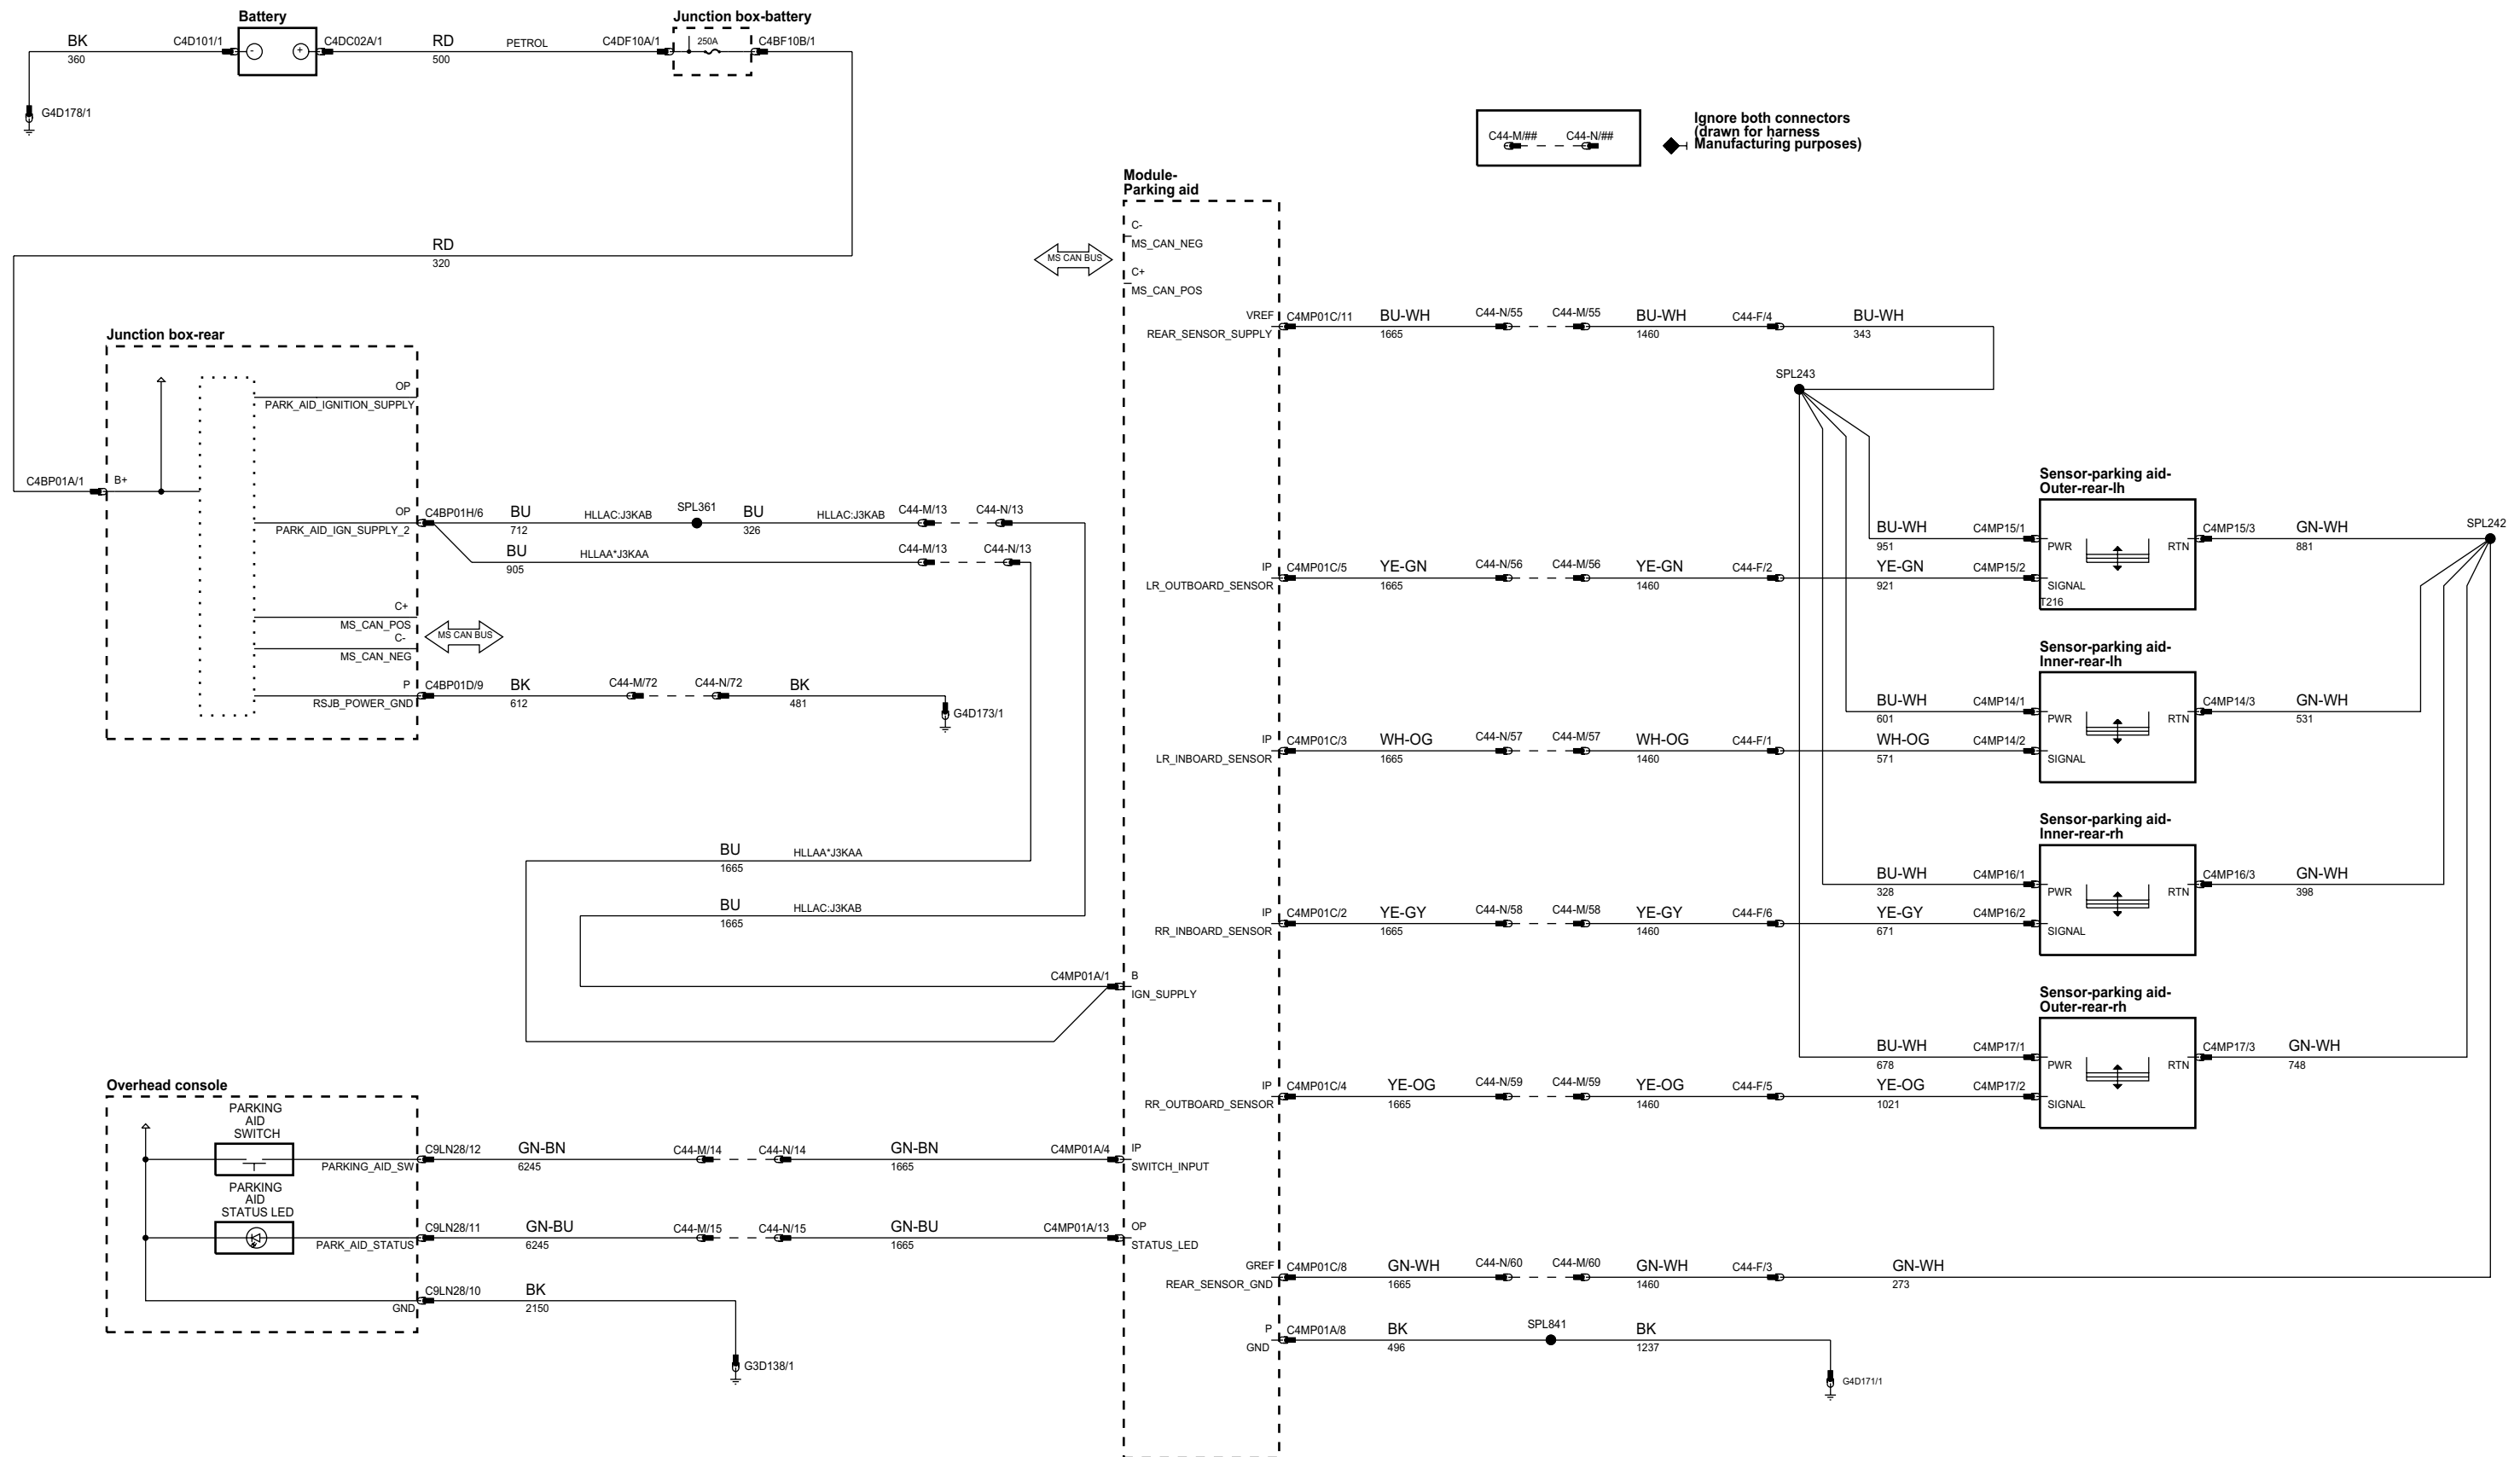 Battery
Junction box-battery
BK
360
C4D101/1
-
+
C4DC02A/1
RD
500
PETROL
C4DF10A/1
250A
C4BF10B/1
G4D178/1
C44-M/##
C44-N/##
Ignore both connectors
(drawn for harness
Manufacturing purposes)
RD
320
Module-
Parking aid
C-
MS_CAN_NEG
MS CAN BUS
C+
MS_CAN_POS
VREF
REAR_SENSOR_SUPPLY
C4MP01C/11
BU-WH
1665
C44-N/55
C44-M/55
BU-WH
1460
C44-F/4
BU-WH
343
SPL243
Junction box-rear
OP
PARK_AID_IGNITION_SUPPLY
C4BP01A/1
B+
OP
PARK_AID_IGN_SUPPLY_2
C4BP01H/6
BU
712
HLLAC:J3KAB
SPL361
BU
326
HLLAC:J3KAB
C44-M/13
C44-N/13
BU
905
HLLAA*J3KAA
C44-M/13
C44-N/13
C+
MS_CAN_POS
C-
MS_CAN_NEG
MS CAN BUS
P
RSJB_POWER_GND
C4BP01D/9
BK
612
C44-M/72
C44-N/72
BK
481
G4D173/1
Sensor-parking aid-
Outer-rear-lh
BU-WH
951
C4MP15/1
PWR
RTN
C4MP15/3
GN-WH
881
SPL242
IP
LR_OUTBOARD_SENSOR
C4MP01C/5
YE-GN
1665
C44-N/56
C44-M/56
YE-GN
1460
C44-F/2
YE-GN
921
C4MP15/2
SIGNAL
T216
Sensor-parking aid-
Inner-rear-lh
BU-WH
601
C4MP14/1
PWR
RTN
C4MP14/3
GN-WH
531
IP
LR_INBOARD_SENSOR
C4MP01C/3
WH-OG
1665
C44-N/57
C44-M/57
WH-OG
1460
C44-F/1
WH-OG
571
C4MP14/2
SIGNAL
BU
1665
HLLAA*J3KAA
BU
1665
HLLAC:J3KAB
Sensor-parking aid-
Inner-rear-rh
BU-WH
328
C4MP16/1
PWR
RTN
C4MP16/3
GN-WH
398
IP
RR_INBOARD_SENSOR
C4MP01C/2
YE-GY
1665
C44-N/58
C44-M/58
YE-GY
1460
C44-F/6
YE-GY
671
C4MP16/2
SIGNAL
C4MP01A/1
B
IGN_SUPPLY
Sensor-parking aid-
Outer-rear-rh
BU-WH
678
C4MP17/1
PWR
RTN
C4MP17/3
GN-WH
748
IP
RR_OUTBOARD_SENSOR
C4MP01C/4
YE-OG
1665
C44-N/59
C44-M/59
YE-OG
1460
C44-F/5
YE-OG
1021
C4MP17/2
SIGNAL
Overhead console
PARKING
AID
SWITCH
PARKING_AID_SW
C9LN28/12
GN-BN
6245
C44-M/14
C44-N/14
GN-BN
1665
C4MP01A/4
IP
SWITCH_INPUT
PARKING
AID
STATUS LED
PARK_AID_STATUS
C9LN28/11
GN-BU
6245
C44-M/15
C44-N/15
GN-BU
1665
C4MP01A/13
OP
STATUS_LED
GND
C9LN28/10
BK
2150
G3D138/1
GREF
REAR_SENSOR_GND
C4MP01C/8
GN-WH
1665
C44-N/60
C44-M/60
GN-WH
1460
C44-F/3
GN-WH
273
P
GND
C4MP01A/8
BK
496
SPL841
BK
1237
G4D171/1